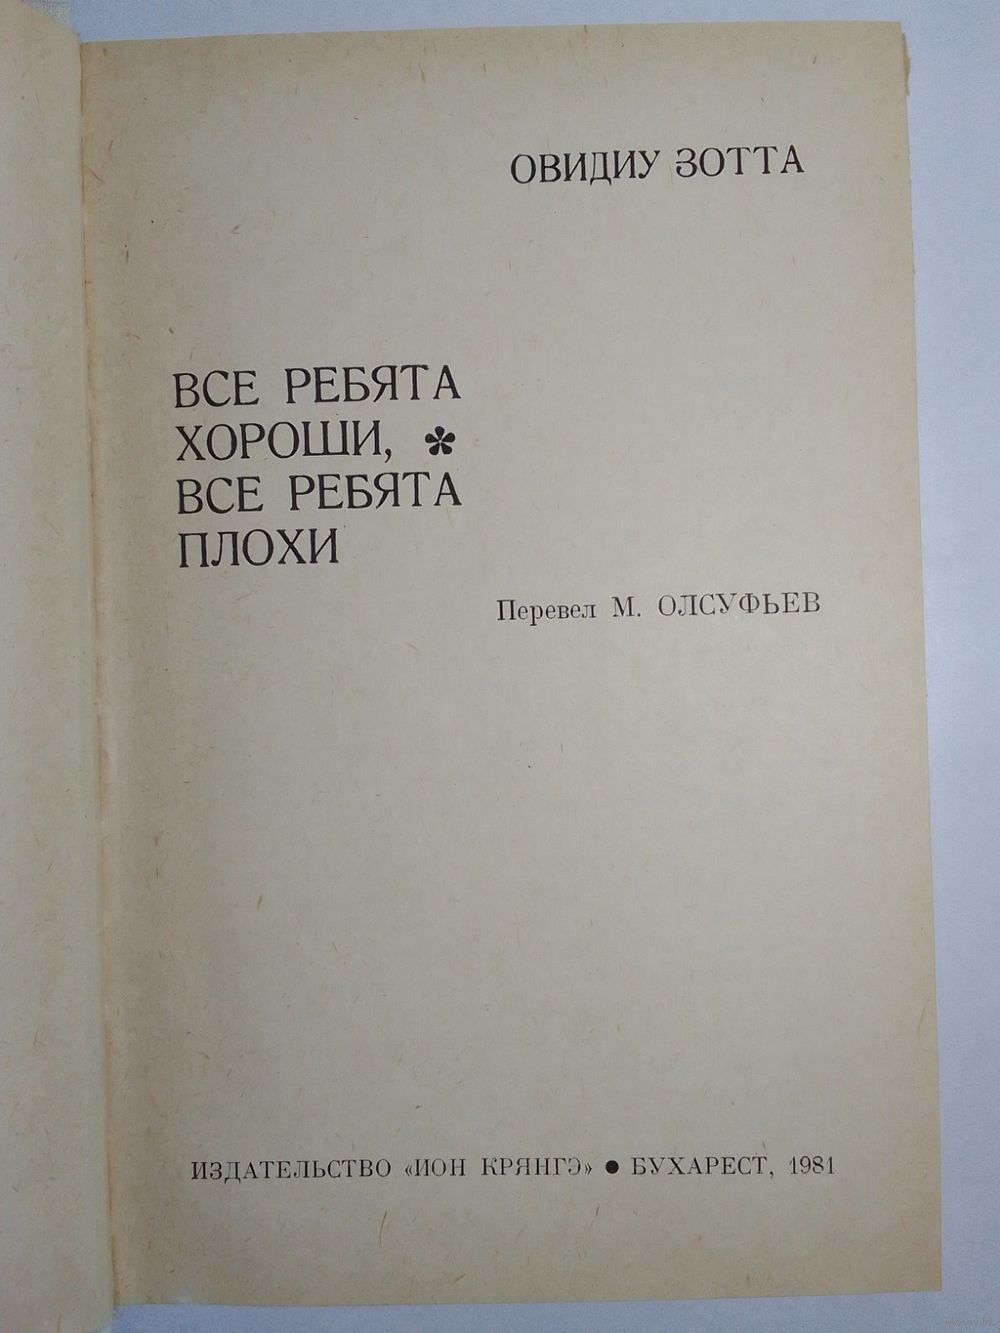 ОВИДИУ ЗОТТА
ВСЕ РЕБЯТА
ХОРОШИ, *
ВСЕ РЕБЯТА
ПЛОХИ
Перевел М. ОЛСУФЬЕВ
ИЗДАТЕЛЬСТВО «ИОН КРЯНГЭ» ● БУХАРЕСТ, 1981